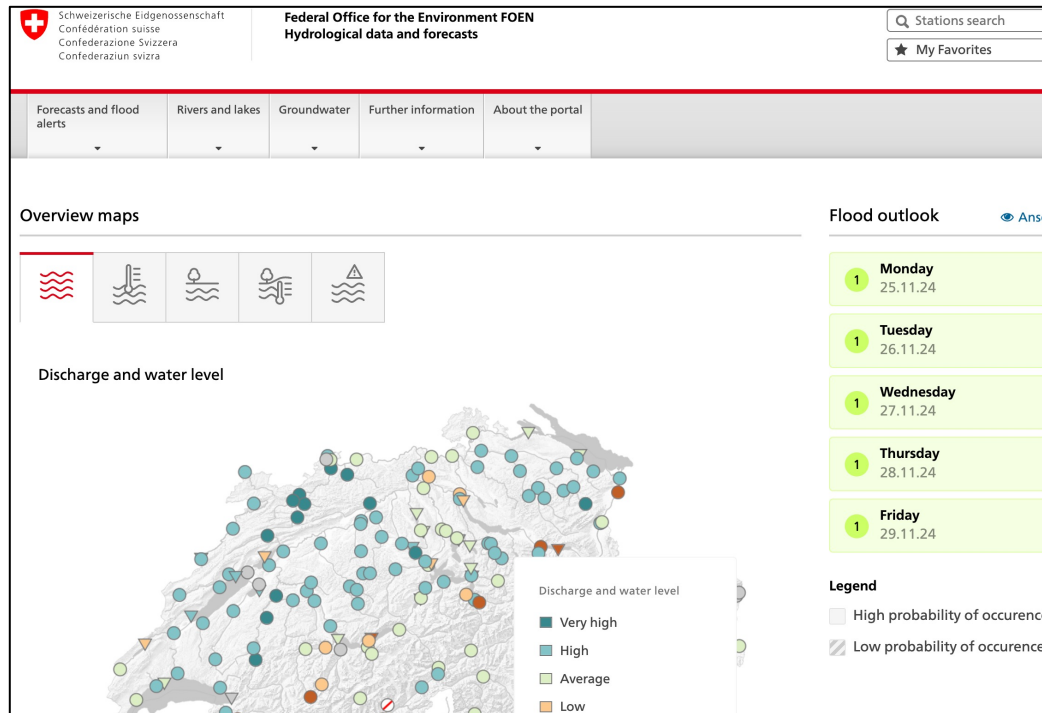 Schweizerische Eidgenossenschaft
Confédération suisse
Confederazione Svizzera
Confederaziun svizra
Federal Office for the Environment FOEN
Hydrological data and forecasts
Stations search
My Favorites
Forecasts and flood
alerts
Rivers and lakes
Groundwater
Further information
About the portal
Overview maps
Discharge and water level
Discharge and water level
Very high
High
Average
Low
Flood outlook
1
Monday
25.11.24
1
Tuesday
26.11.24
1
Wednesday
27.11.24
1
Thursday
28.11.24
1
Friday
29.11.24
Legend
High probability of occurence
Low probability of occurence